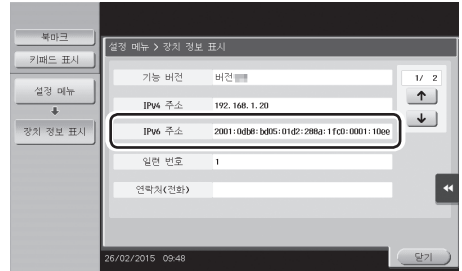 북마크
키패드 표시
설정 메뉴
장치 정보 표시
설정 메뉴 > 장치 정보 표시
기능 버전 버전
1/ 2
IPv4 주소 192.168.1.20
IPv6 주소 2001:0db8:bd05:01d2:288a:1fc0:0001:10ee
일련 번호 1
연락처(전화)
26/02/2015 09:48
닫기